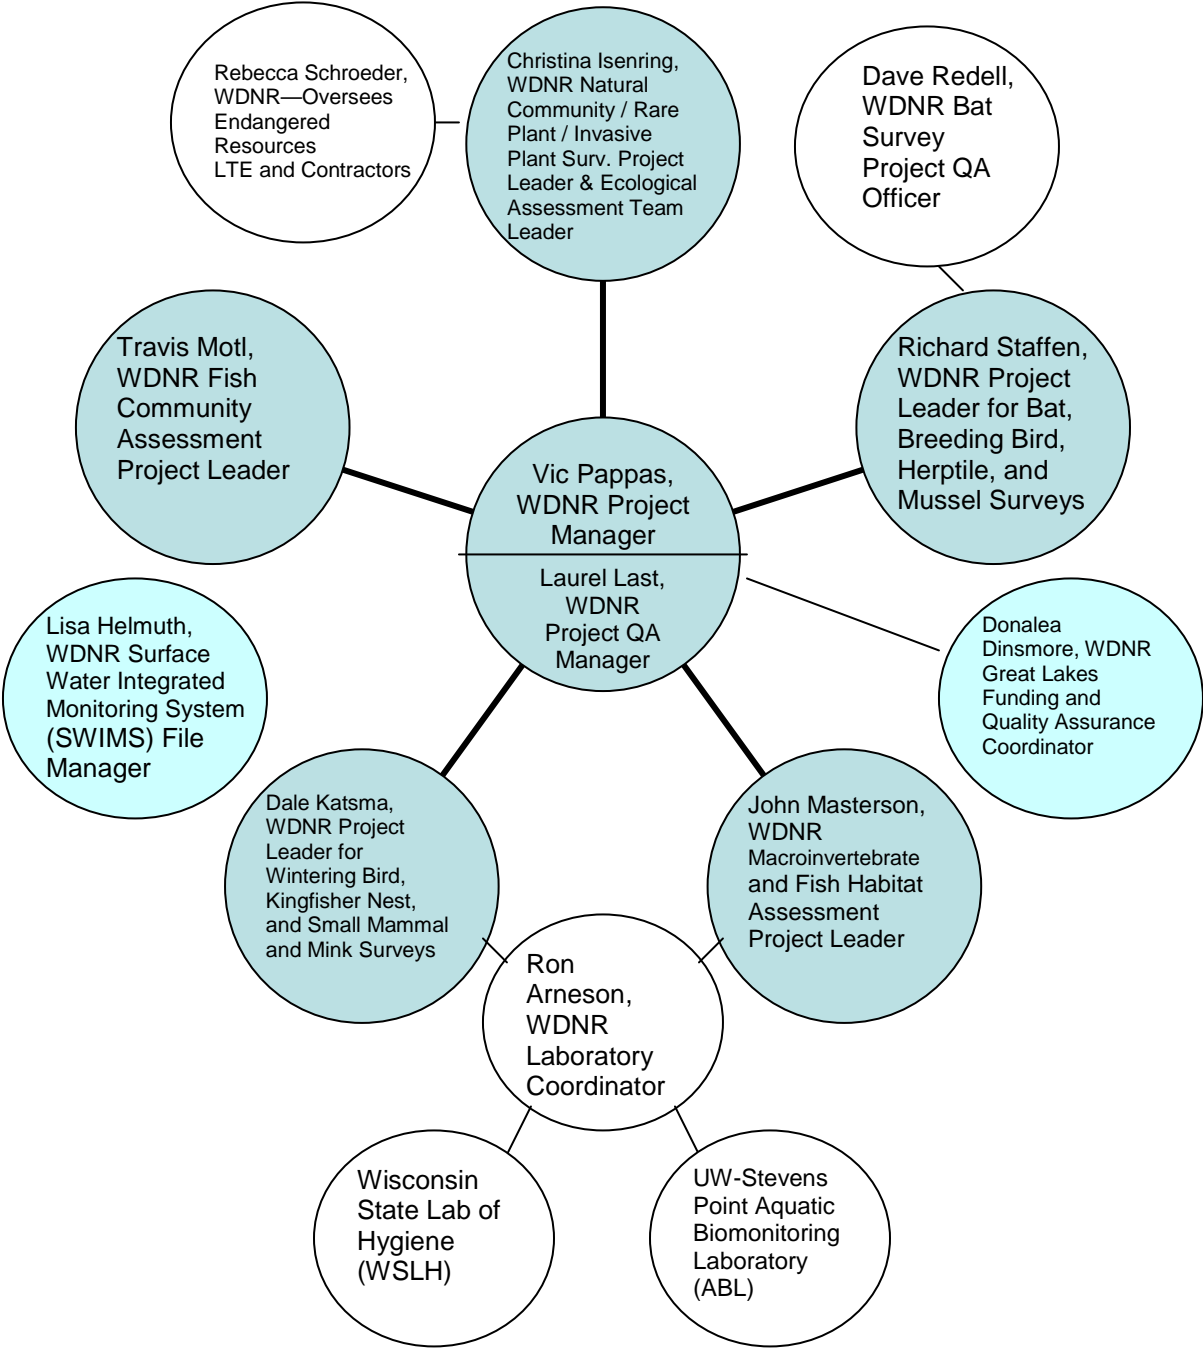 Rebecca Schroeder,
WDNR—Oversees
Endangered
Resources
LTE and Contractors
Christina Isenring,
WDNR Natural
Community / Rare
Plant / Invasive
Plant Surv. Project
Leader & Ecological
Assessment Team
Leader
Dave Redell,
WDNR Bat
Survey
Project QA
Officer
Travis Motl,
WDNR Fish
Community
Assessment
Project Leader
Richard Staffen,
WDNR Project
Leader for Bat,
Breeding Bird,
Herptile, and
Mussel Surveys
Vic Pappas,
WDNR Project
Manager
Laurel Last,
WDNR
Project QA
Manager
Lisa Helmuth,
WDNR Surface
Water Integrated
Monitoring System
(SWIMS) File
Manager
Donalea
Dinsmore, WDNR
Great Lakes
Funding and
Quality Assurance
Coordinator
Dale Katsma,
WDNR Project
Leader for
Wintering Bird,
Kingfisher Nest,
and Small Mammal
and Mink Surveys
John Masterson,
WDNR
Macroinvertebrate
and Fish Habitat
Assessment
Project Leader
Ron
Arneson,
WDNR
Laboratory
Coordinator
Wisconsin
State Lab of
Hygiene
(WSLH)
UW-Stevens
Point Aquatic
Biomonitoring
Laboratory
(ABL)